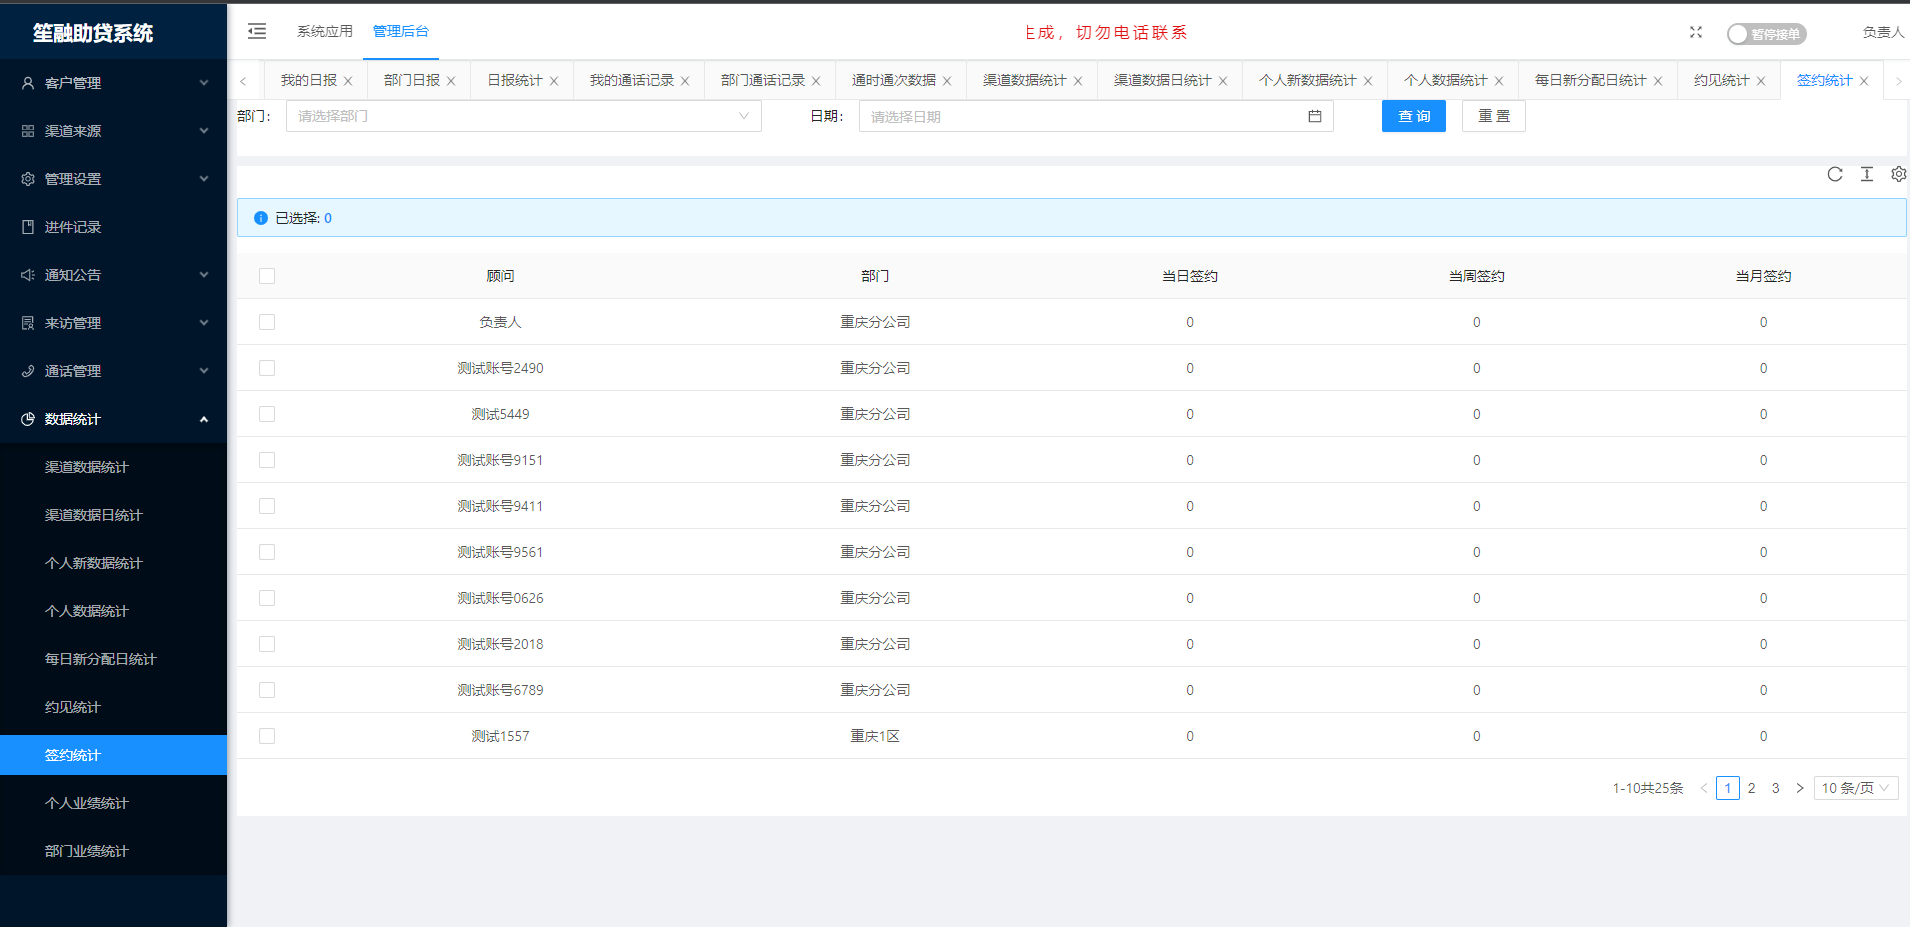 笙融助贷系统
系统应用
管理后台
成，切勿电话联系
暂停接单
负责人
客户管理
渠道来源
管理设置
进件记录
通知公告
来访管理
通话管理
数据统计
渠道数据统计
渠道数据日统计
个人新数据统计
个人数据统计
每日新分配日统计
约见统计
签约统计
个人业绩统计
部门业绩统计
我的日报 部门日报 日报统计 我的通话记录 部门通话记录 通时通次数据 渠道数据统计 渠道数据日统计 个人新数据统计 个人数据统计 每日新分配日统计 约见统计 签约统计
部门： 请选择部门 日期： 请选择日期 查 询 重 置
已选择: 0
顾问 部门 当日签约 当周签约 当月签约
负责人 重庆分公司 0 0 0
测试账号2490 重庆分公司 0 0 0
测试5449 重庆分公司 0 0 0
测试账号9151 重庆分公司 0 0 0
测试账号9411 重庆分公司 0 0 0
测试账号9561 重庆分公司 0 0 0
测试账号0626 重庆分公司 0 0 0
测试账号2018 重庆分公司 0 0 0
测试账号6789 重庆分公司 0 0 0
测试1557 重庆1区 0 0 0
1-10共25条 1 2 3 10 条/页